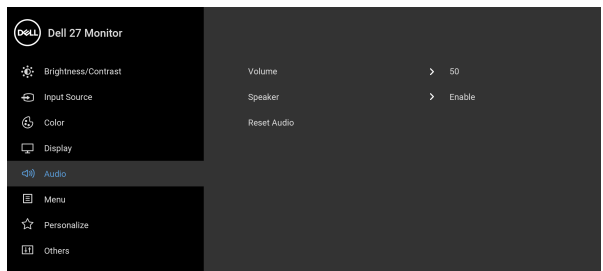 DELL Dell 27 Monitor
Brightness/Contrast
Volume 50
Input Source
Speaker Enable
Color
Reset Audio
Display
Audio
Menu
Personalize
Others